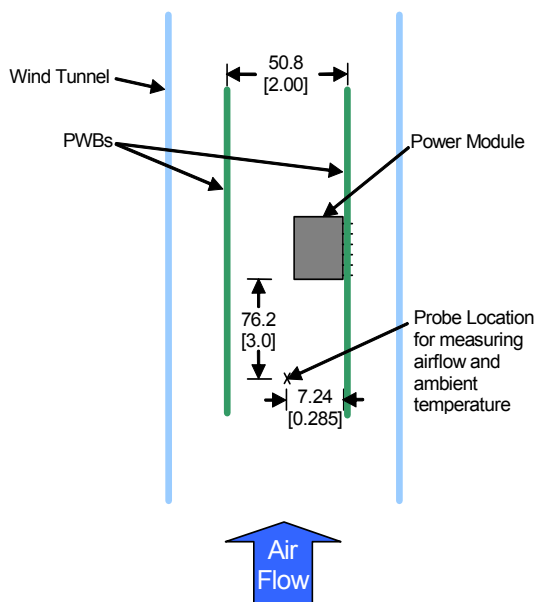 50.8
[2.00]
Wind Tunnel
PWBs
Power Module
76.2
[3.0]
Probe Location
for measuring
airflow and
ambient
temperature
x
7.24
[0.285]
Air
Flow